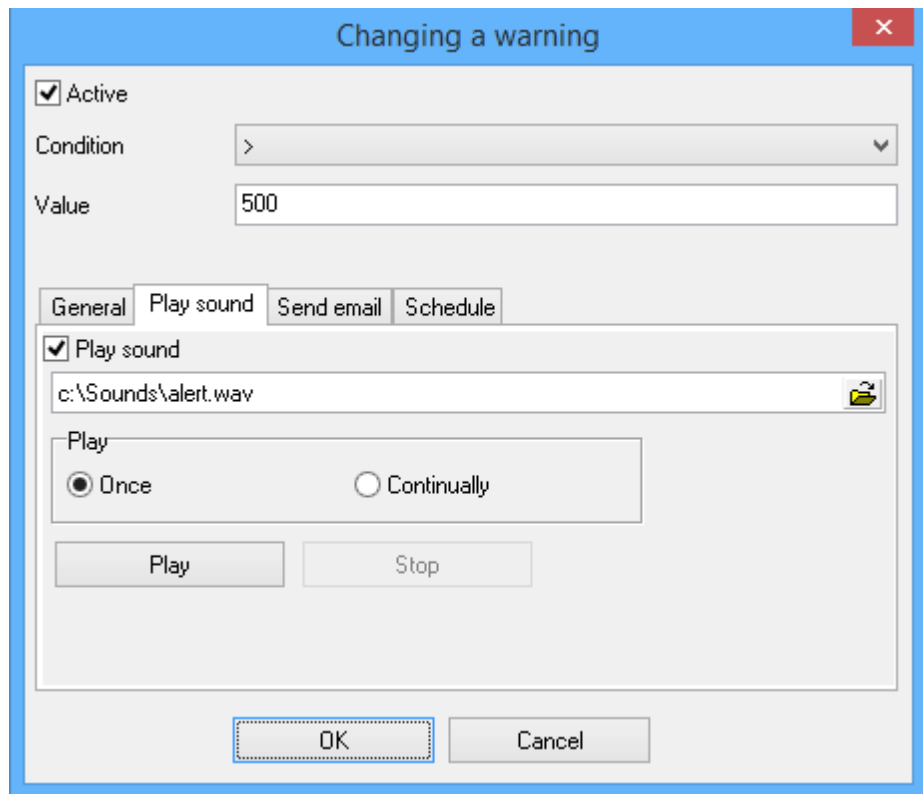 Changing a warning
Active
Condition >
Value 500
General Play sound Send email Schedule
Play sound
c:\Sounds\alert.wav
Play
Once Continually
Play Stop
OK Cancel